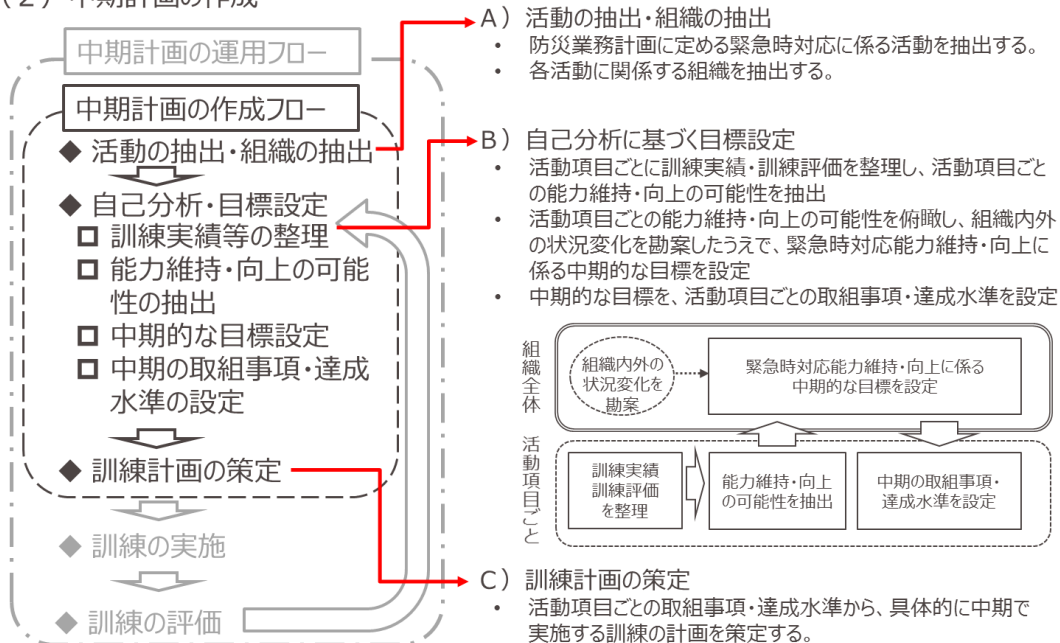 (2)中期計画の作成
中期計画の運用フロー
中期計画の作成フロー
◆ 活動の抽出・組織の抽出
◆ 自己分析・目標設定
訓練実績等の整理
能力維持・向上の可能
性の抽出
中期的な目標設定
中期の取組事項・達成
水準の設定
◆ 訓練計画の策定
◆ 訓練の実施
◆ 訓練の評価
A)活動の抽出・組織の抽出
• 防災業務計画に定める緊急時対応に係る活動を抽出する。
• 各活動に関係する組織を抽出する。
B)自己分析に基づく目標設定
• 活動項目ごとに訓練実績・訓練評価を整理し、活動項目ごと
の能力維持・向上の可能性を抽出
• 活動項目ごとの能力維持・向上の可能性を俯瞰し、組織内外
の状況変化を勘案したうえで、緊急時対応能力維持・向上に
係る中期的な目標を設定
• 中期的な目標を、活動項目ごとの取組事項・達成水準を設定
組織全体
組織内外の
状況変化を
勘案
緊急時対応能力維持・向上に係る
中期的な目標を設定
活動項目ごと
訓練実績
訓練評価
を整理
能力維持・向上
の可能性を抽出
中期の取組事項・
達成水準を設定
C)訓練計画の策定
• 活動項目ごとの取組事項・達成水準から、具体的に中期で
実施する訓練の計画を策定する。